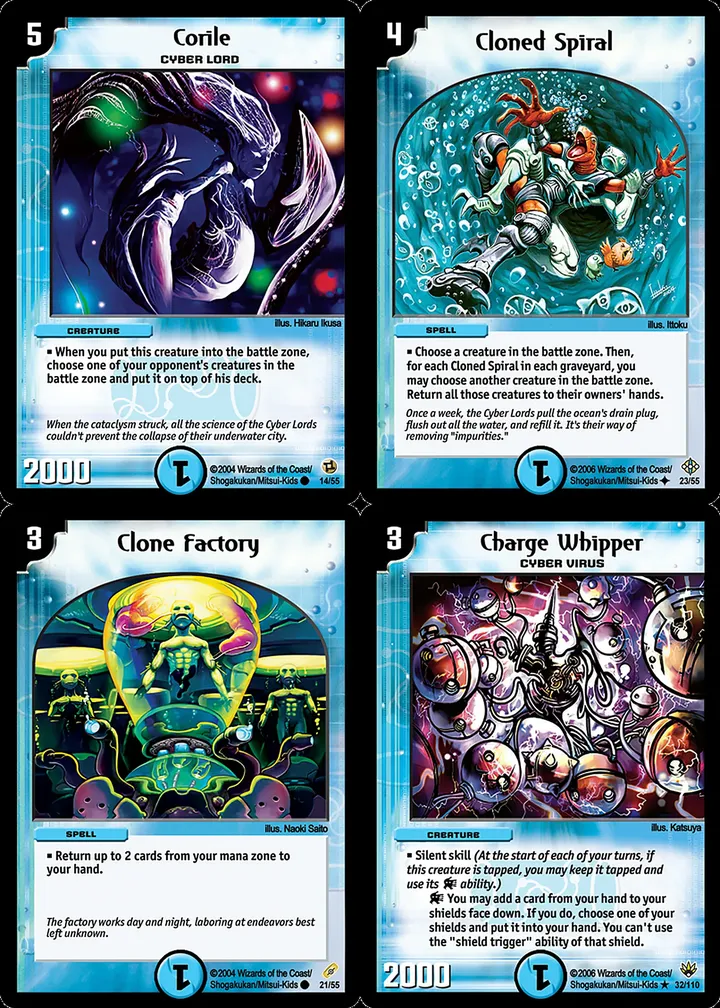 5
Corile
CYBER LORD
illus. Hikaru Ikusa
CREATURE
▪ When you put this creature into the battle zone,
choose one of your opponent's creatures in the
battle zone and put it on top of his deck.
When the cataclysm struck, all the science of the Cyber Lords
couldn't prevent the collapse of their underwater city.
2000
©2004 Wizards of the Coast/
Shogakukan/Mitsui-Kids ● 14/55
4
Cloned Spiral
illus. Ittoku
SPELL
▪ Choose a creature in the battle zone. Then,
for each Cloned Spiral in each graveyard, you
may choose another creature in the battle zone.
Return all those creatures to their owners' hands.
Once a week, the Cyber Lords pull the ocean's drain plug,
flush out all the water, and refill it. It's their way of
removing "impurities."
©2006 Wizards of the Coast/
Shogakukan/Mitsui-Kids ✦ 23/55
3
Clone Factory
illus. Naoki Saito
SPELL
▪ Return up to 2 cards from your mana zone to
your hand.
The factory works day and night, laboring at endeavors best
left unknown.
©2004 Wizards of the Coast/
Shogakukan/Mitsui-Kids ● 21/55
3
Charge Whipper
CYBER VIRUS
illus. Katsuya
CREATURE
▪ Silent skill (At the start of each of your turns, if
this creature is tapped, you may keep it tapped and
use its ability.)
You may add a card from your hand to your
shields face down. If you do, choose one of your
shields and put it into your hand. You can't use
the "shield trigger" ability of that shield.
2000
©2006 Wizards of the Coast/
Shogakukan/Mitsui-Kids ★ 32/110